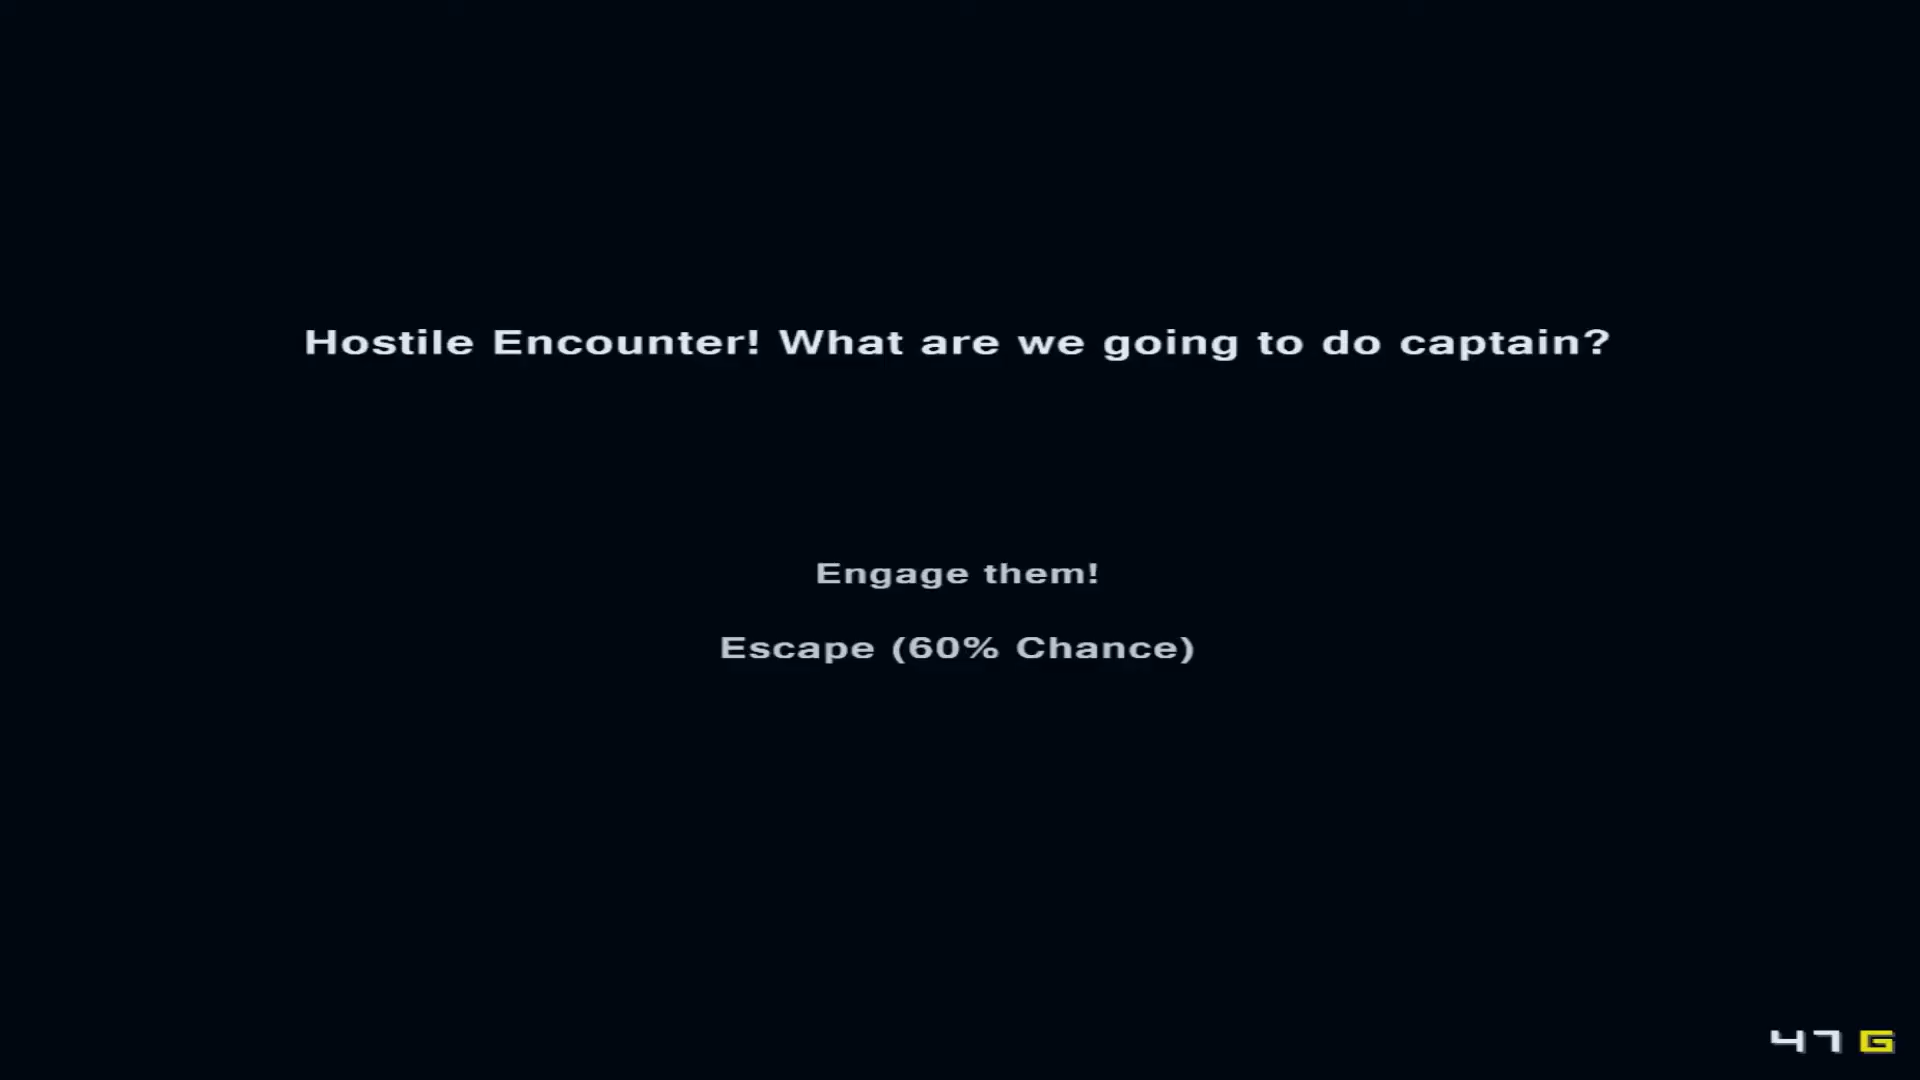 Hostile Encounter! What are we going to do captain?
Engage them!
Escape (60% Chance)
47 G